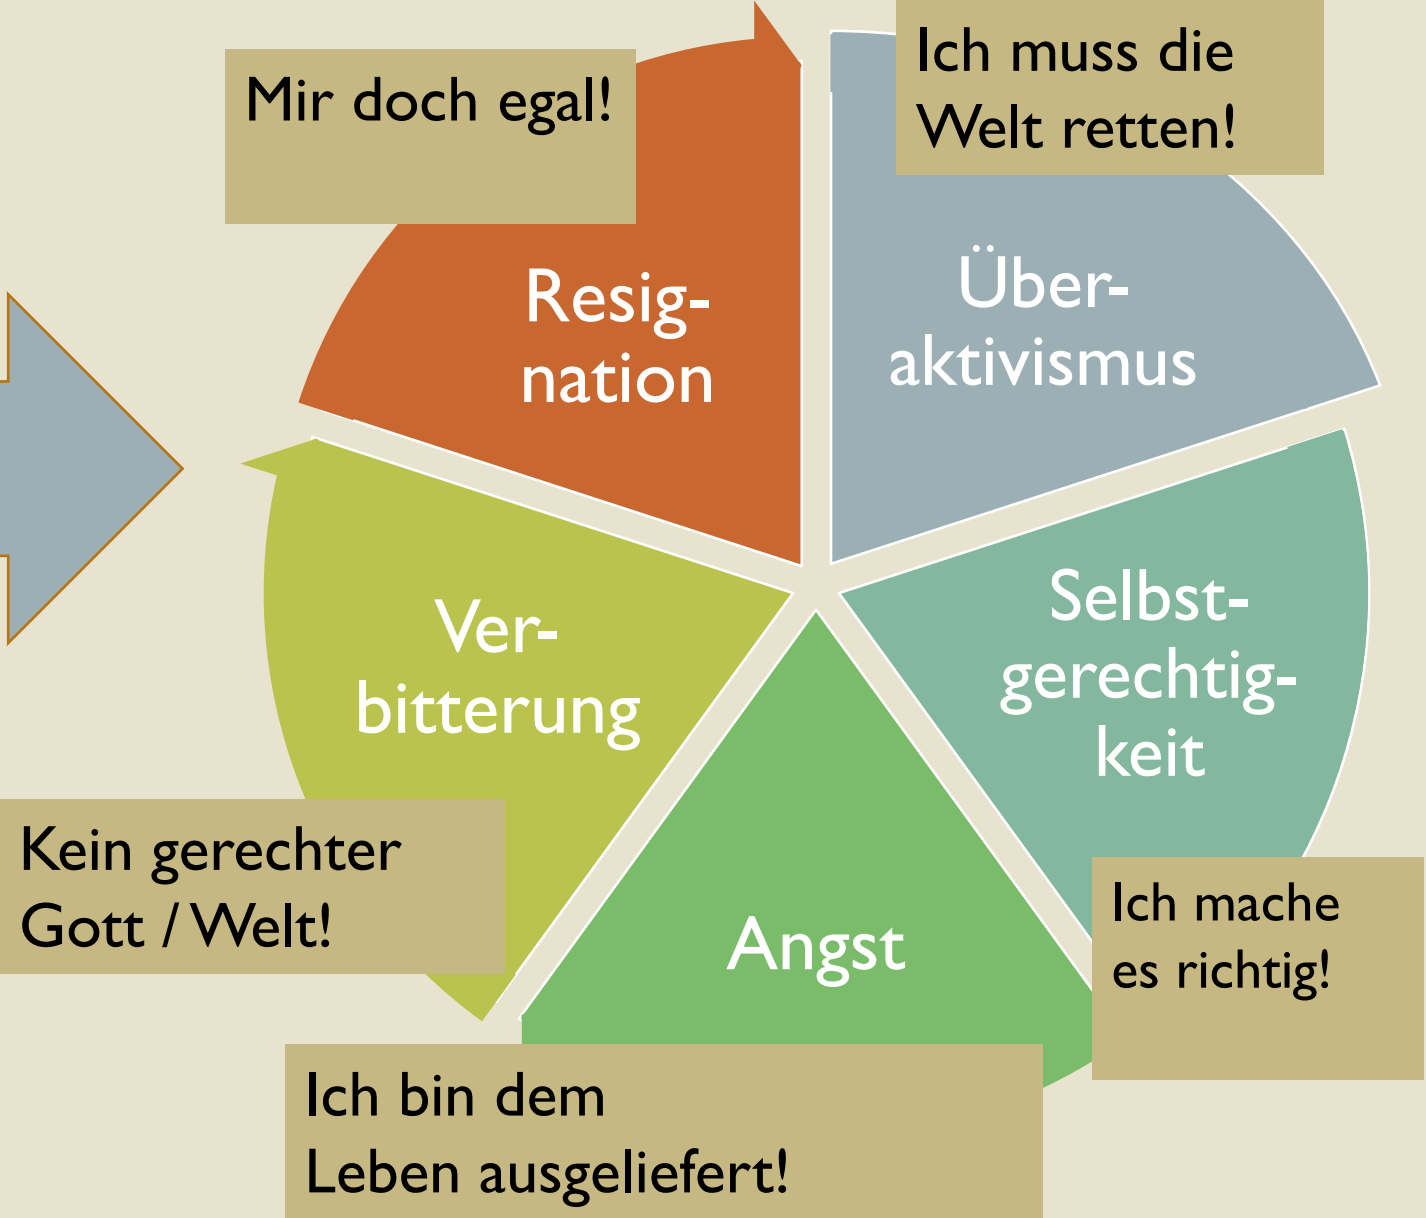 Mir doch egal!
Ich muss die
Welt retten!
Resig-
nation
Über-
aktivismus
Selbst-
gerechtig-
keit
Ver-
bitterung
Kein gerechter
Gott / Welt!
Ich mache
es richtig!
Angst
Ich bin dem
Leben ausgeliefert!